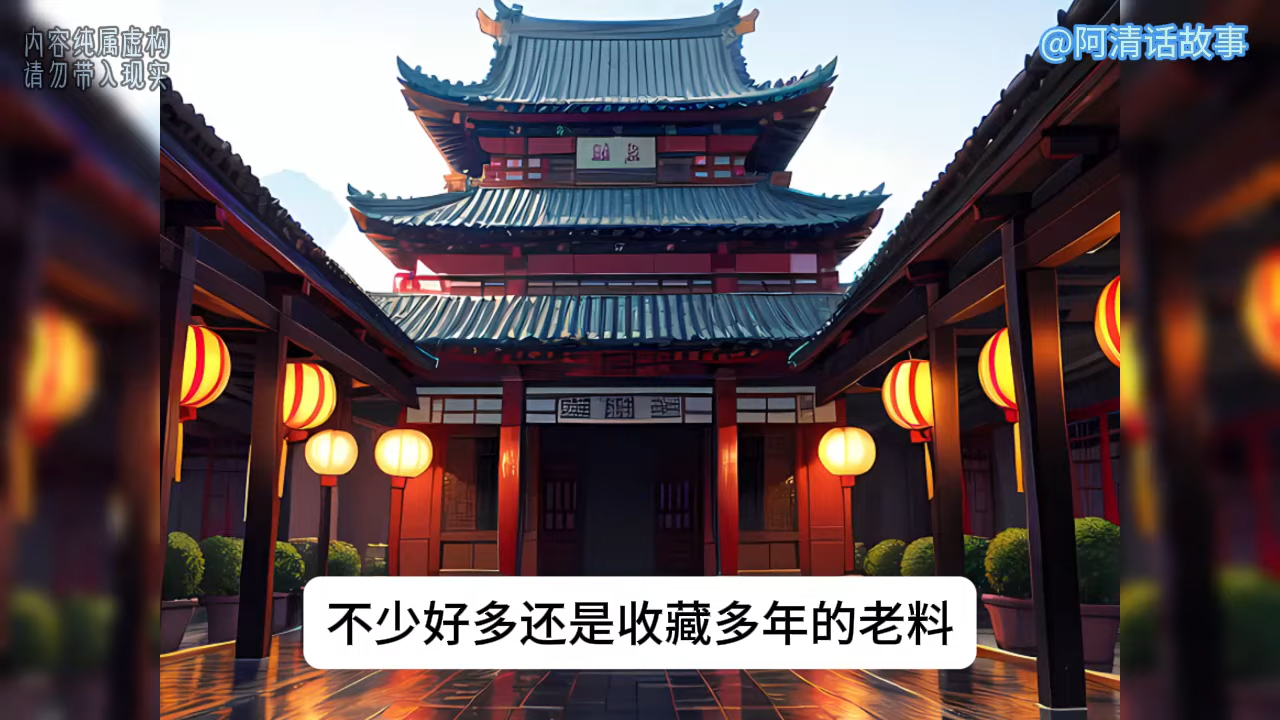 内容纯属虚构
请勿带入现实
@阿清话故事
不少好多还是收藏多年的老料